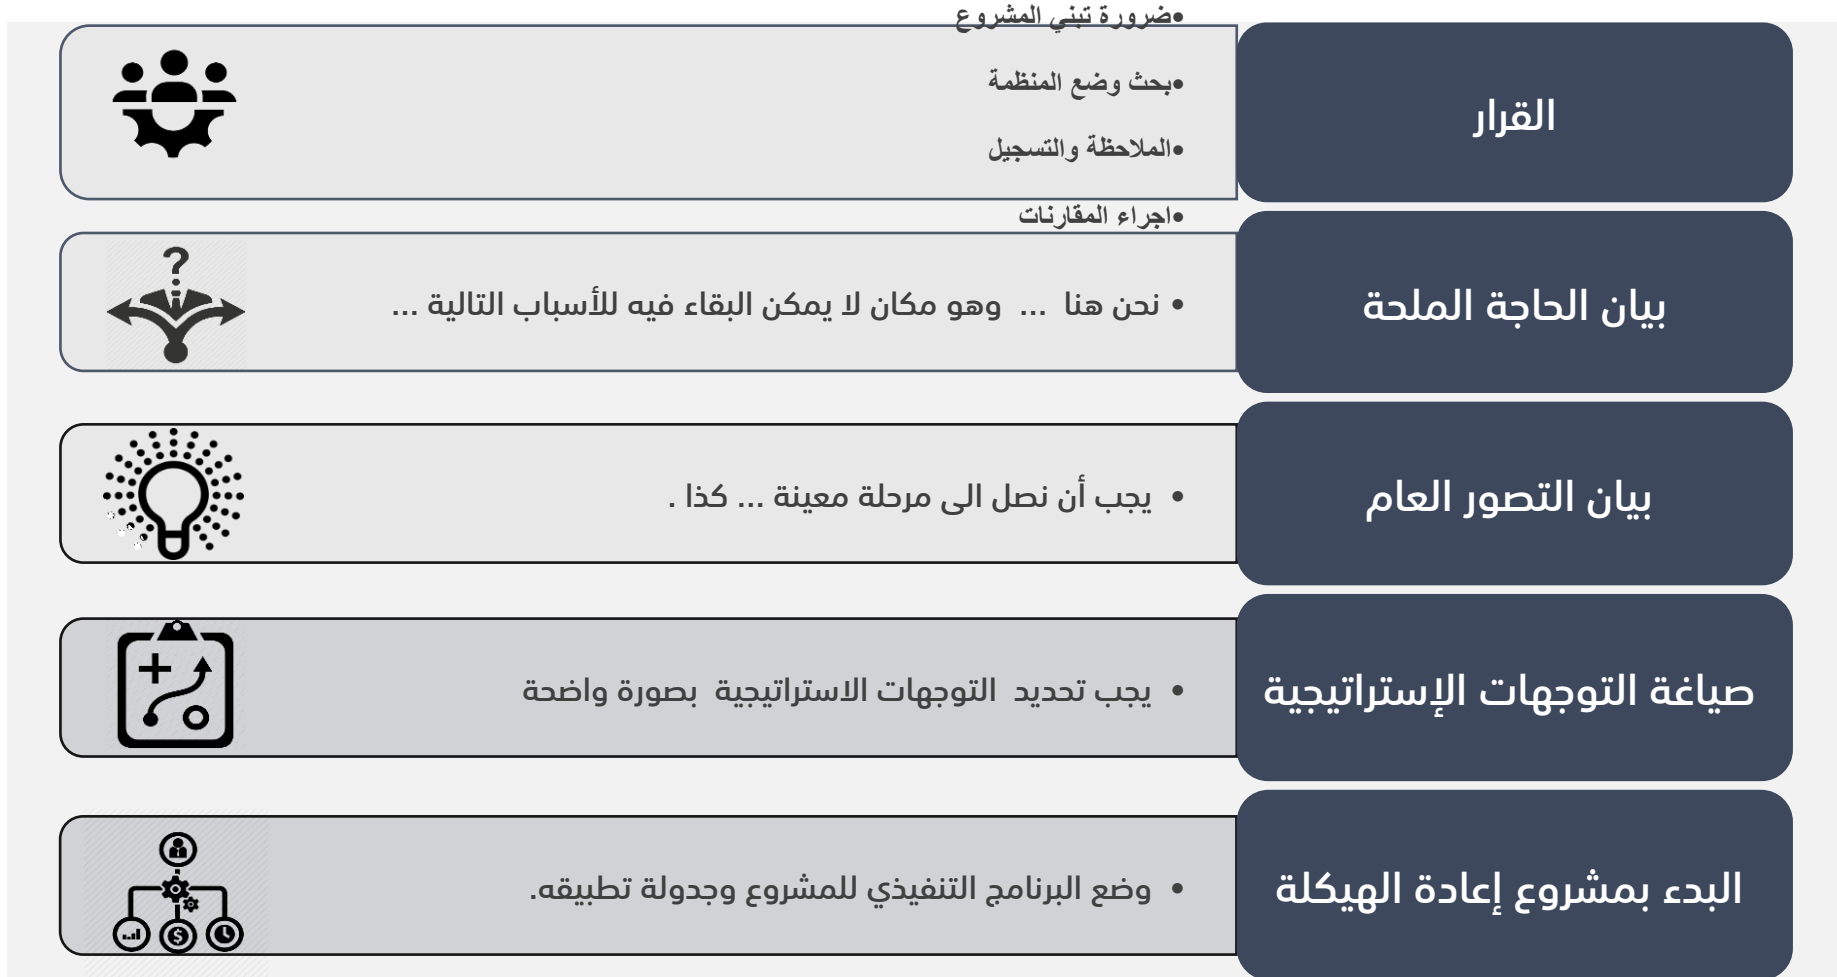 القرار
•ضرورة تبني المشروع
•بحث وضع المنظمة
•الملاحظة والتسجيل
•اجراء المقارنات
بيان الحاجة الملحة
• نحن هنا ... وهو مكان لا يمكن البقاء فيه للأسباب التالية ...
بيان التصور العام
• يجب أن نصل الى مرحلة معينة ... كذا .
صياغة التوجهات الإستراتيجية
• يجب تحديد التوجهات الاستراتيجية بصورة واضحة
البدء بمشروع إعادة الهيكلة
• وضع البرنامج التنفيذي للمشروع وجدولة تطبيقه.